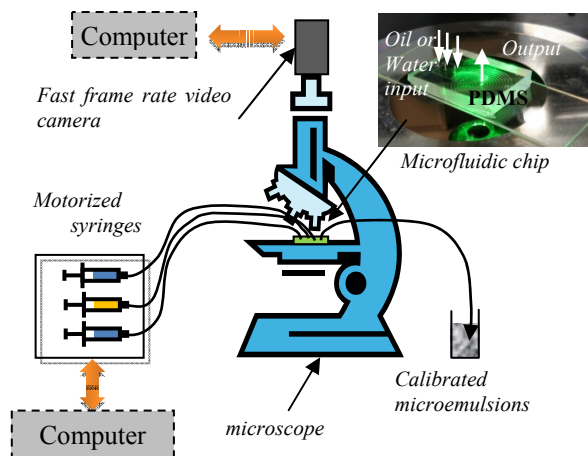 Computer
Fast frame rate video
camera
Oil or
Water
input
Output
PDMS
Microfluidic chip
Motorized
syringes
Calibrated
microemulsions
microscope
Computer